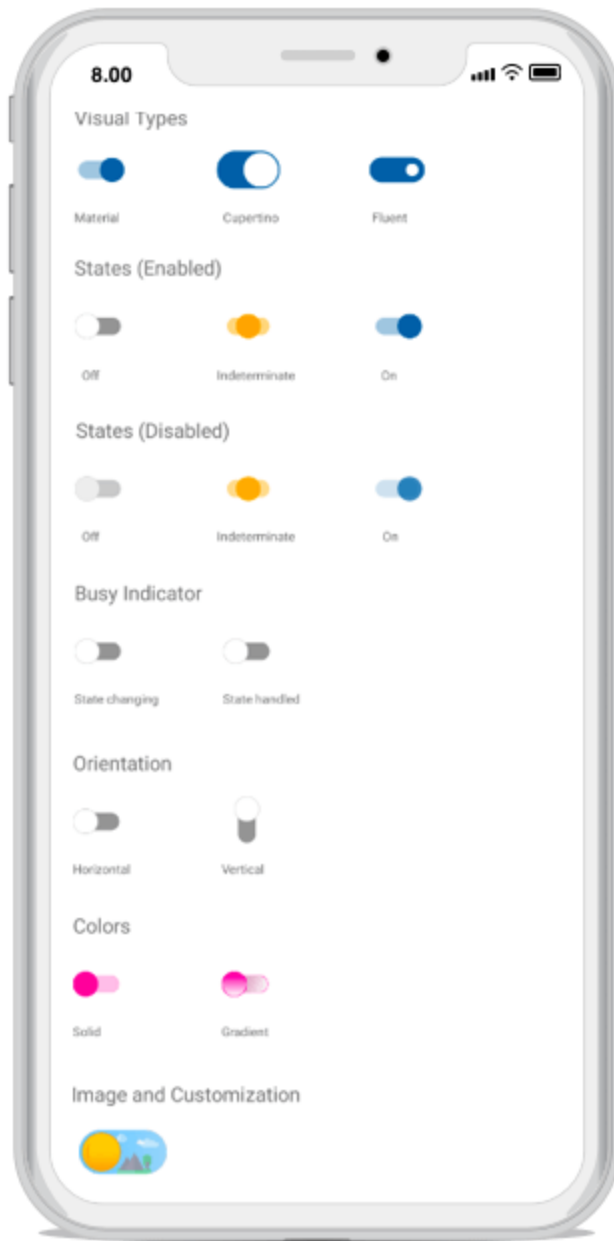 8.00
Visual Types
Material Cupertino Fluent
States (Enabled)
Off Indeterminate On
States (Disabled)
Off Indeterminate On
Busy Indicator
State changing State handled
Orientation
Horizontal Vertical
Colors
Solid Gradient
Image and Customization